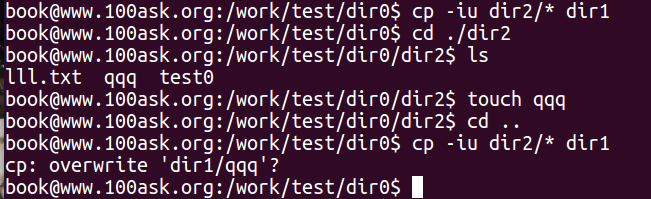 book@www.100ask.org:/work/test/dir0$ cp -iu dir2/* dir1
book@www.100ask.org:/work/test/dir0$ cd ./dir2
book@www.100ask.org:/work/test/dir0/dir2$ ls
lll.txt  qqq  test0
book@www.100ask.org:/work/test/dir0/dir2$ touch qqq
book@www.100ask.org:/work/test/dir0/dir2$ cd ..
book@www.100ask.org:/work/test/dir0$ cp -iu dir2/* dir1
cp: overwrite 'dir1/qqq'?
book@www.100ask.org:/work/test/dir0$